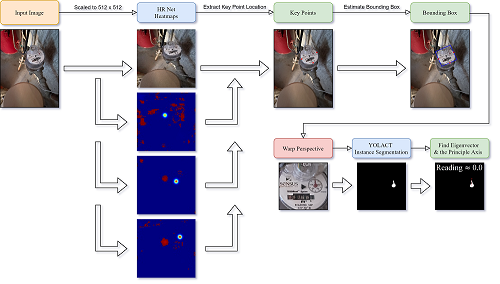 Input Image
Scaled to 512 x 512
HR Net
Heatmaps
Extract Key Point Location
Key Points
Estimate Bounding Box
Bounding Box
Warp Perspective
YOLACT
Instance Segmentation
Find Eigenvector
& the Principle Axis
SENSUS
Reading ≈ 0.0